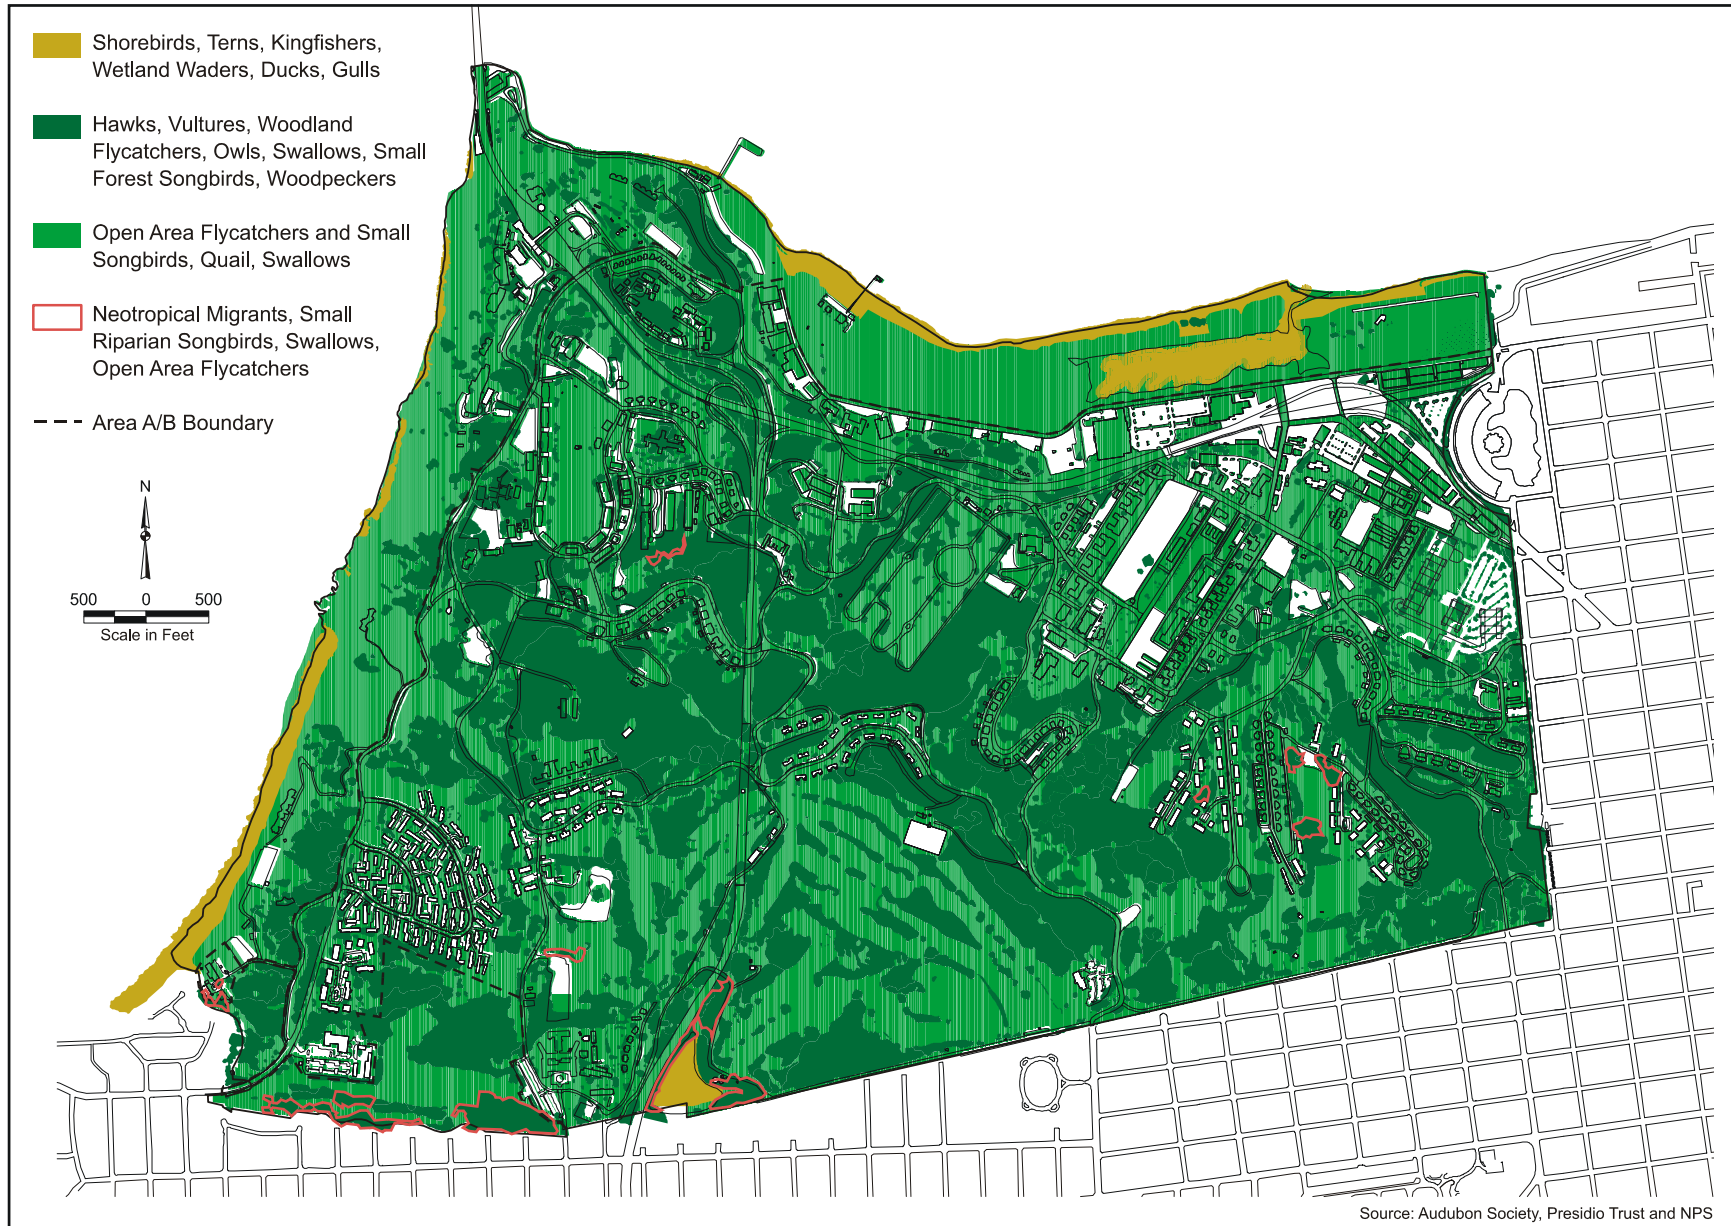 Shorebirds, Terns, Kingfishers,
Wetland Waders, Ducks, Gulls
Hawks, Vultures, Woodland
Flycatchers, Owls, Swallows, Small
Forest Songbirds, Woodpeckers
Open Area Flycatchers and Small
Songbirds, Quail, Swallows
Neotropical Migrants, Small
Riparian Songbirds, Swallows,
Open Area Flycatchers
Area A/B Boundary
N
500 0 500
Scale in Feet
Source: Audubon Society, Presidio Trust and NPS